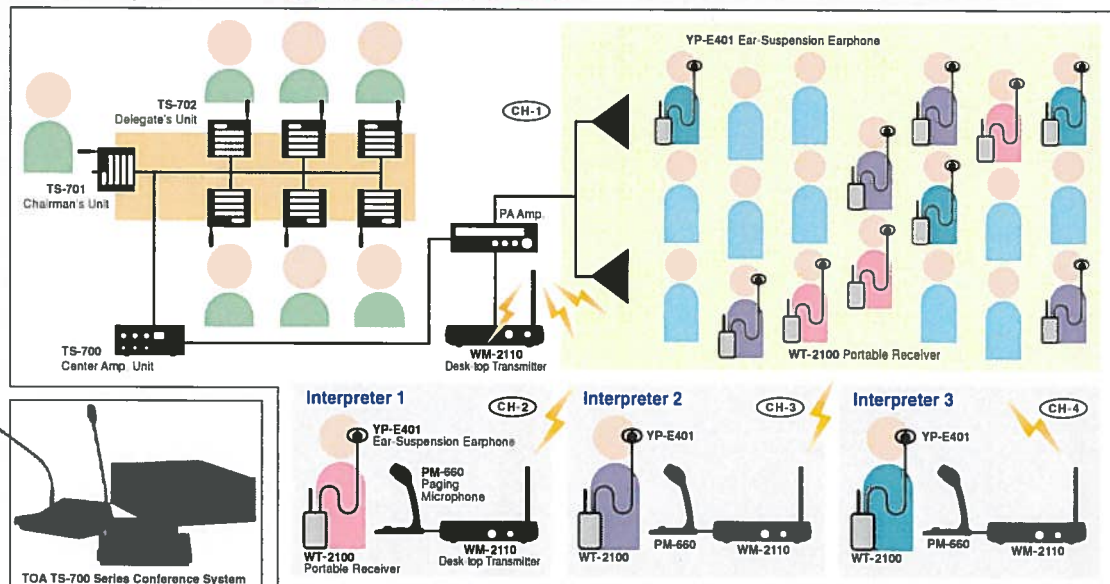 YP-E401 Ear-Suspension Earphone
TS-702
Delegate's Unit
CH-1
TS-701
Chairman's Unit
PA Amp.
TS-700
Center Amp. Unit
WM-2110
Desk-top Transmitter
WT-2100 Portable Receiver
Interpreter 1
CH-2
YP-E401
Ear-Suspension Earphone
PM-660
Paging
Microphone
WT-2100
Portable Receiver
WM-2110
Desk-top Transmitter
Interpreter 2
CH-3
YP-E401
WT-2100
PM-660
WM-2110
Interpreter 3
CH-4
YP-E401
WT-2100
PM-660
WM-2110
TOA TS-700 Series Conference System